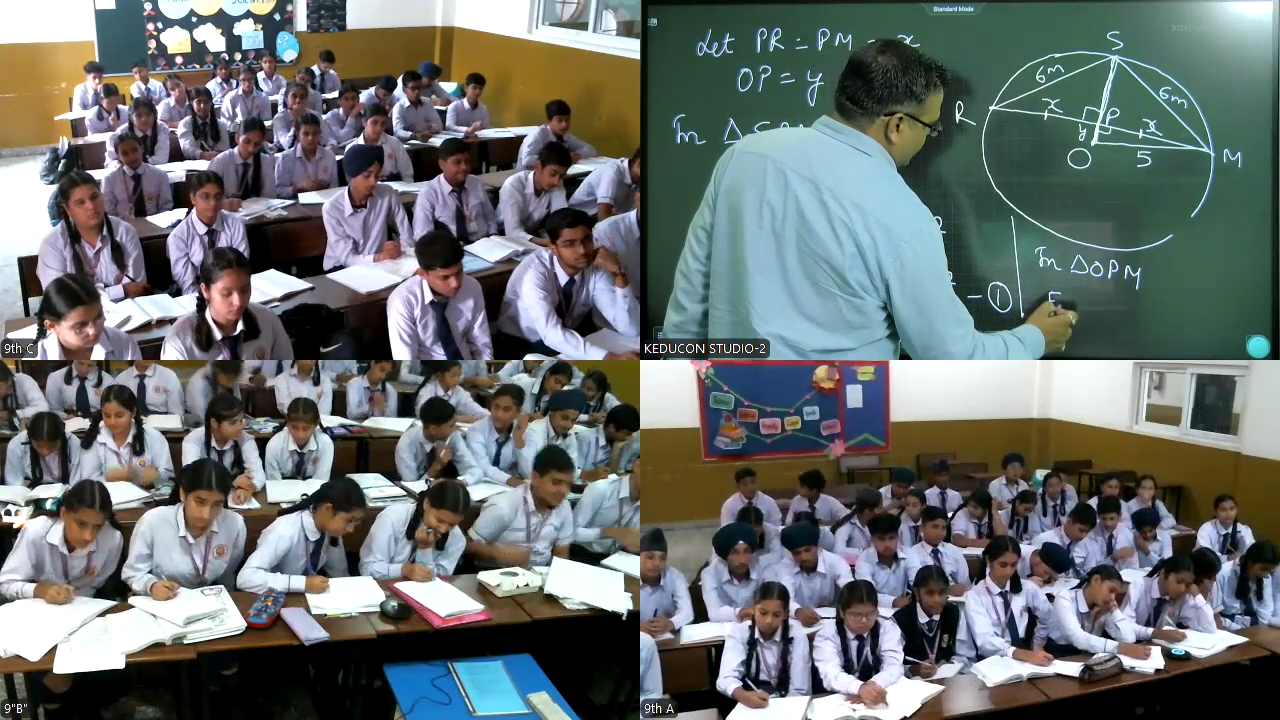 Standard Mode
Let PR = PM = x
OP = y
In Δ
S
6m
6m
R
x
P
y
x
O
5
M
2
- ①
In ΔOPM
9th C
KEDUCON STUDIO-2
9"B"
9th A